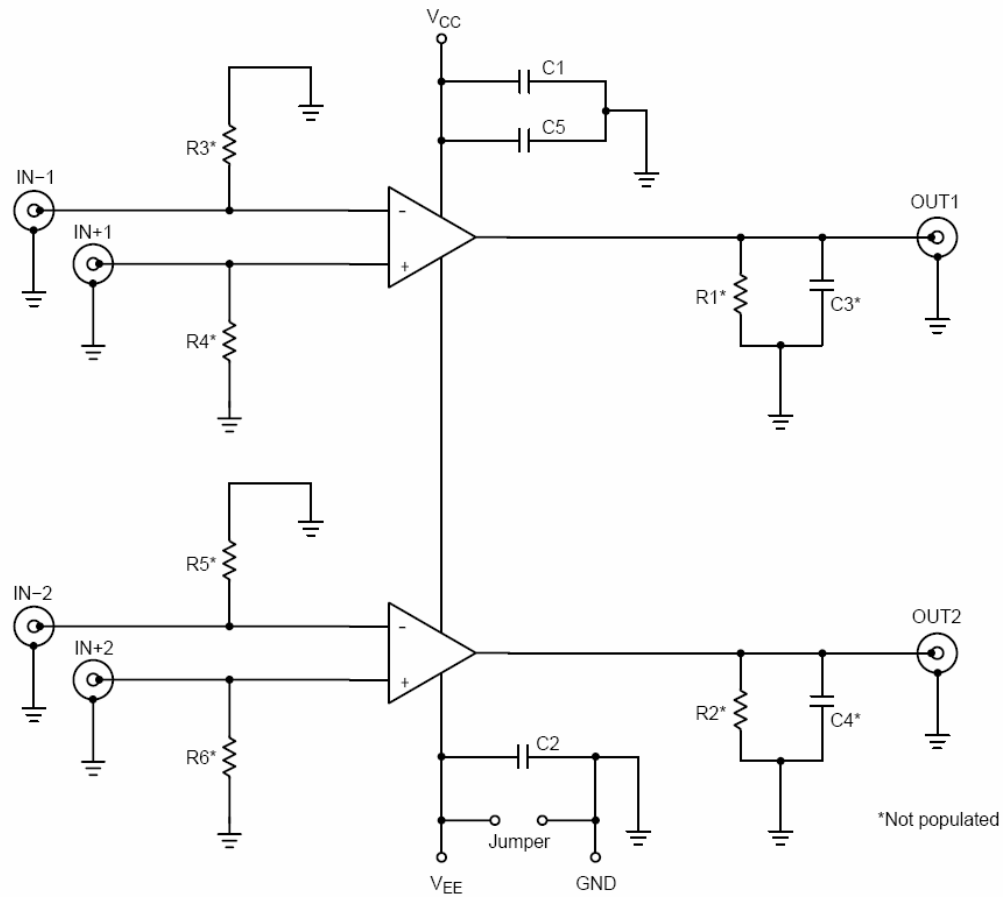 VCC
C1
C5
R3*
IN−1
IN+1
-
+
OUT1
R1*
C3*
R4*
R5*
IN−2
IN+2
-
+
OUT2
R2*
C4*
R6*
C2
Jumper
*Not populated
VEE
GND